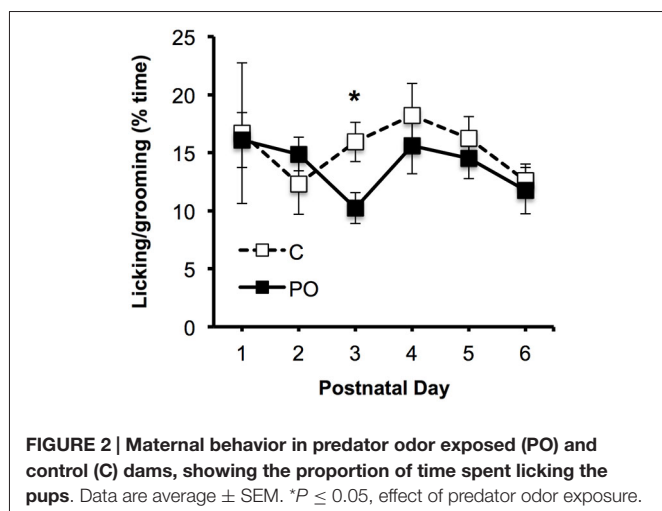 25
20
15
10
5
0
Licking/grooming (% time)
*
C
PO
1 2 3 4 5 6
Postnatal Day
FIGURE 2 | Maternal behavior in predator odor exposed (PO) and
control (C) dams, showing the proportion of time spent licking the
pups. Data are average ± SEM. *P ≤ 0.05, effect of predator odor exposure.